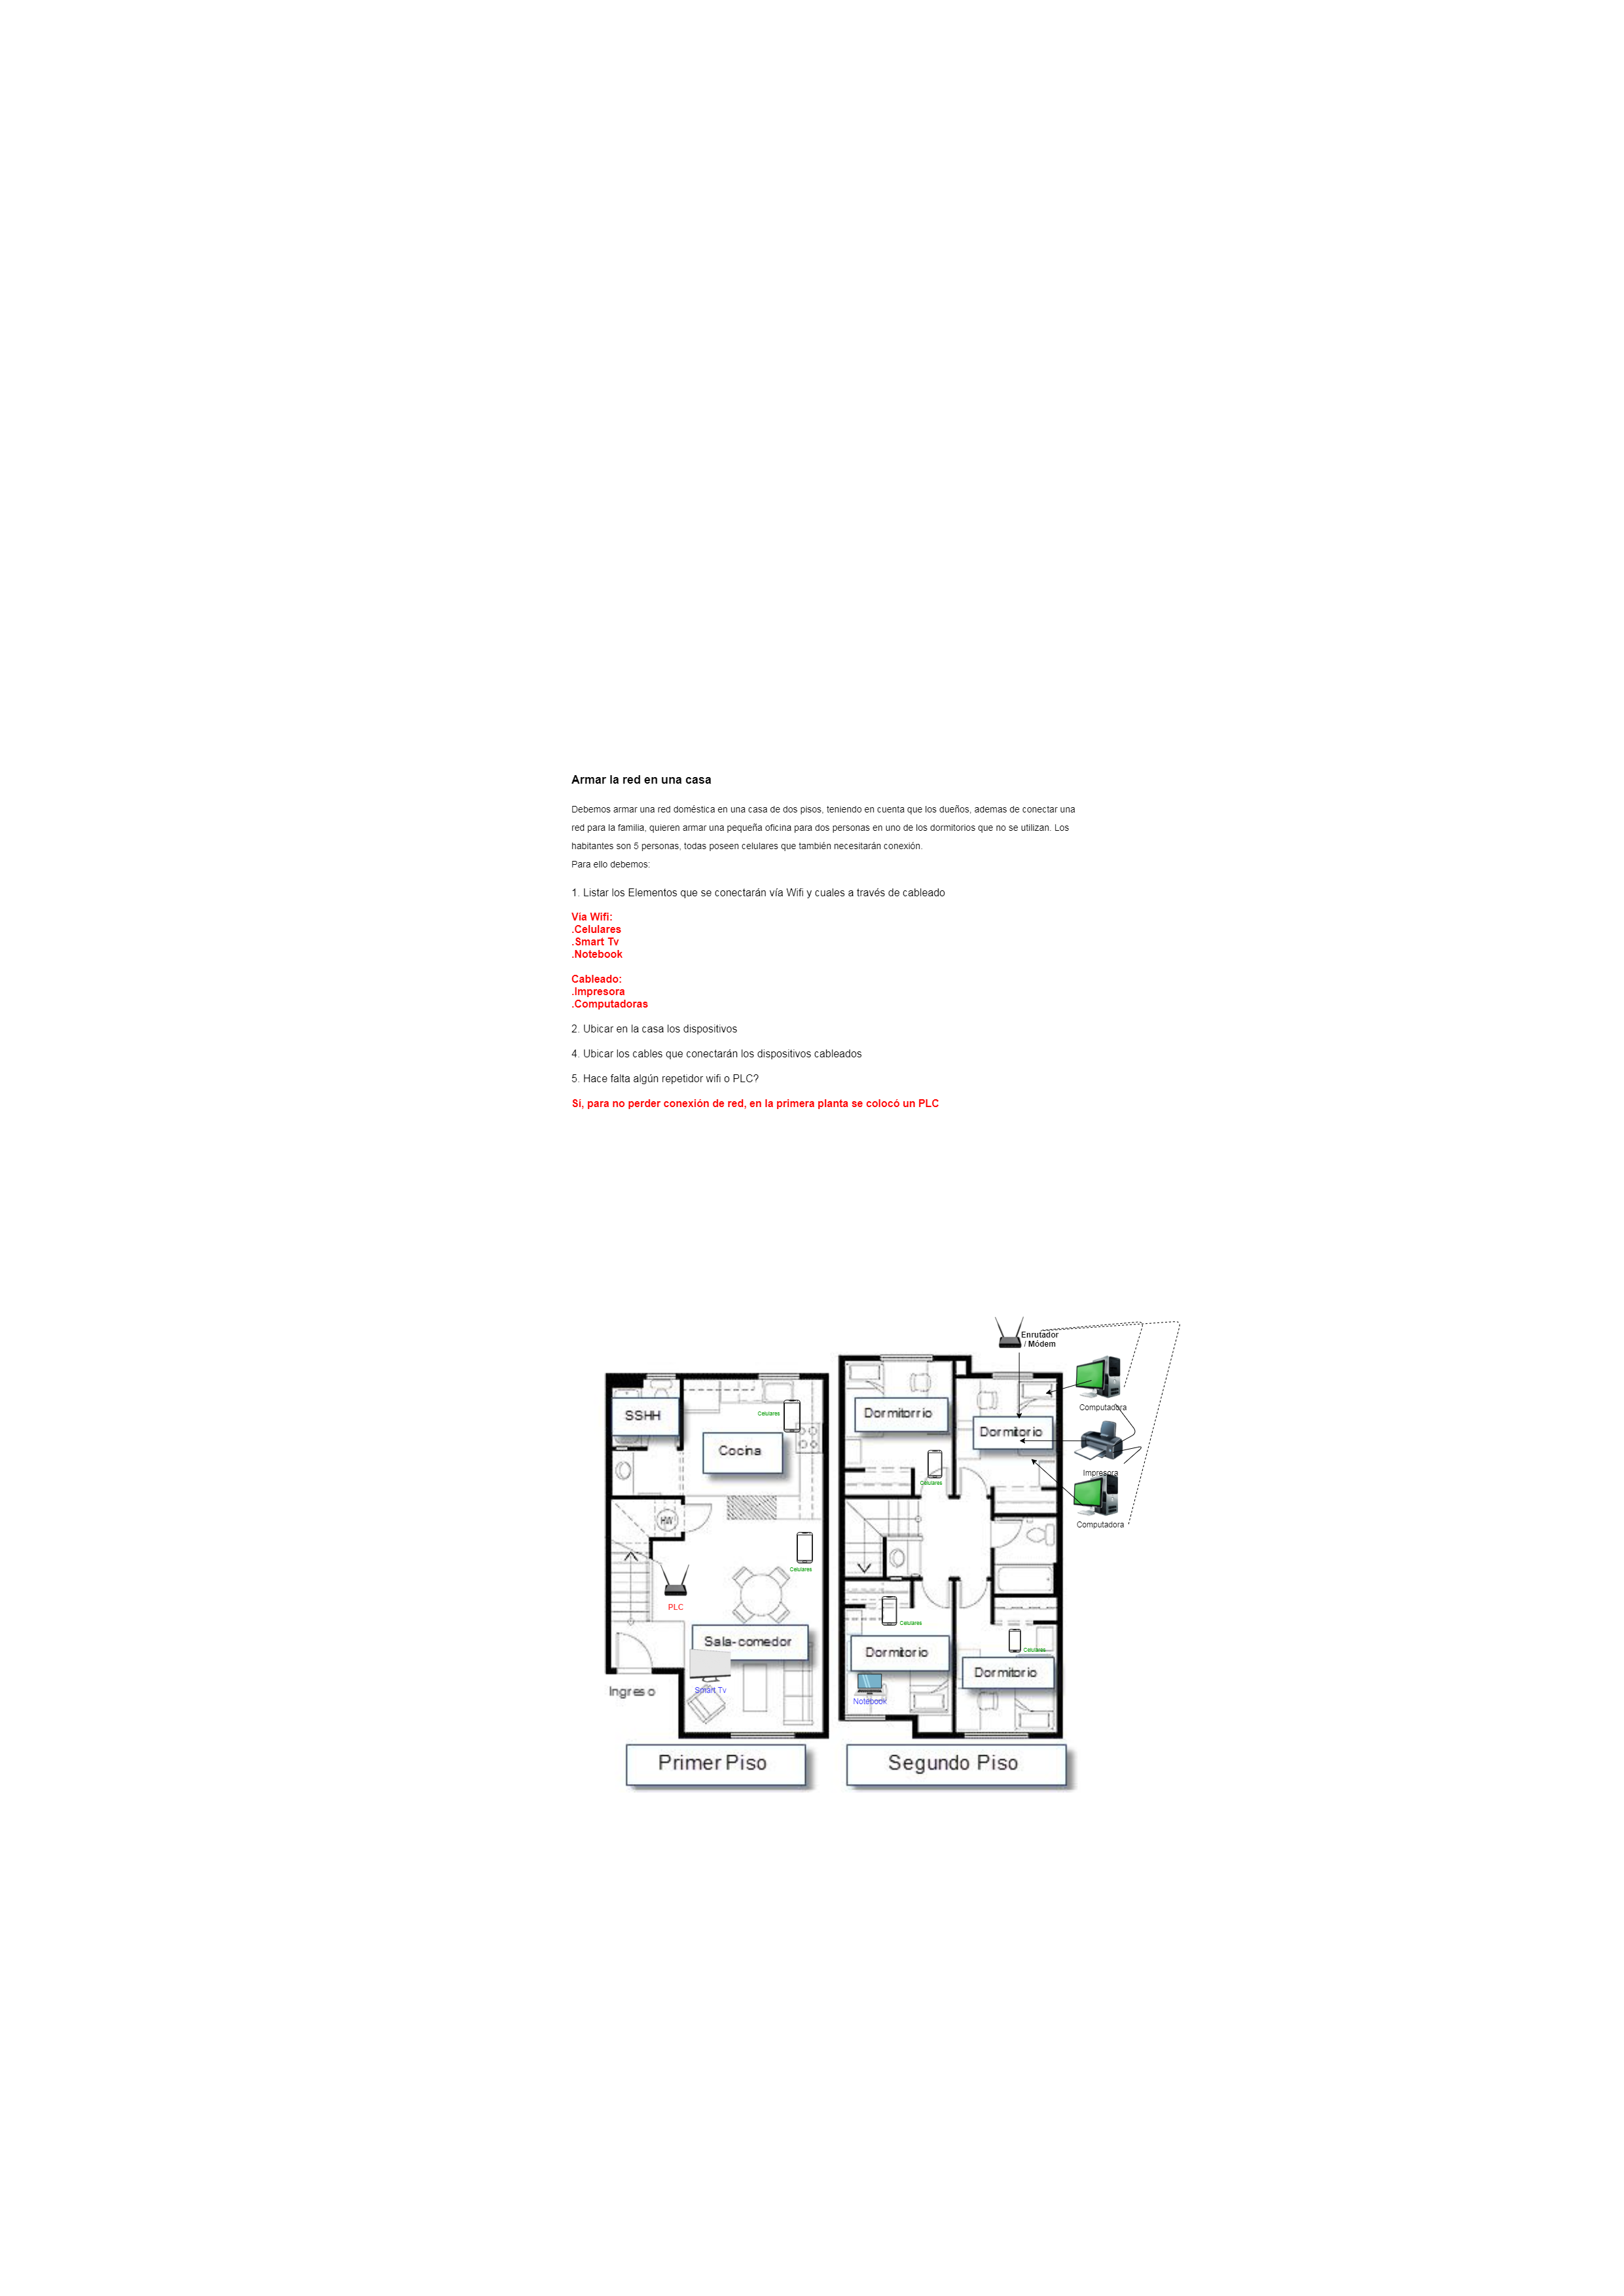 Armar la red en una casa
Debemos armar una red doméstica en una casa de dos pisos, teniendo en cuenta que los dueños, ademas de conectar una
red para la familia, quieren armar una pequeña oficina para dos personas en uno de los dormitorios que no se utilizan. Los
habitantes son 5 personas, todas poseen celulares que también necesitarán conexión.
Para ello debemos:
1. Listar los Elementos que se conectarán vía Wifi y cuales a través de cableado
Via Wifi:
.Celulares
.Smart Tv
.Notebook
Cableado:
.Impresora
.Computadoras
2. Ubicar en la casa los dispositivos
4. Ubicar los cables que conectarán los dispositivos cableados
5. Hace falta algún repetidor wifi o PLC?
Si, para no perder conexión de red, en la primera planta se colocó un PLC
Enrutador
/ Módem
Computadora
Impresora
Computadora
SSHH
Celulares
Cocina
HW
Celulares
PLC
Sala-comedor
Smart Tv
Ingreso
Primer Piso
Dormitorrio
Celulares
Dormitorio
Celulares
Dormitorio
Notebook
Celulares
Dormitorio
Segundo Piso